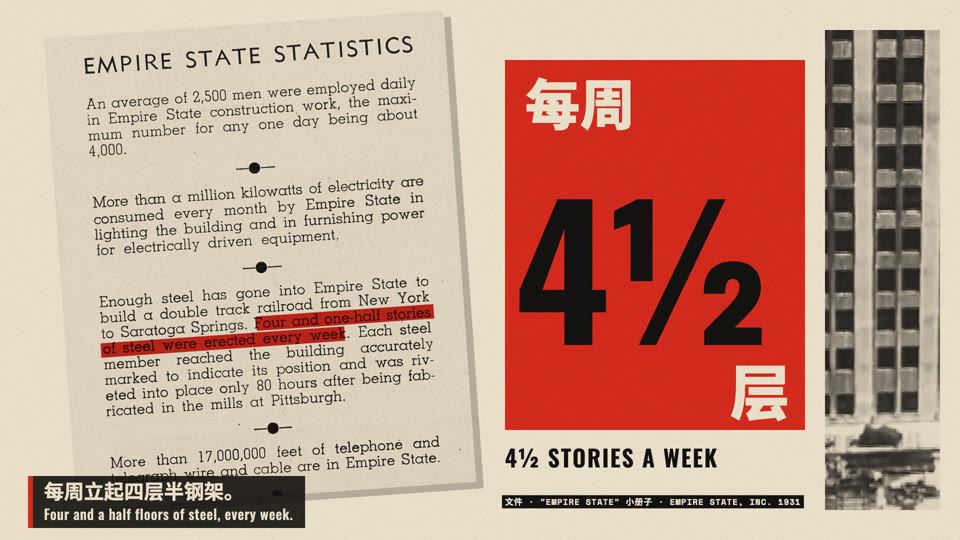 EMPIRE STATE STATISTICS
An average of 2,500 men were employed daily
in Empire State construction work, the maxi-
mum number for any one day being about
4,000.
More than a million kilowatts of electricity are
consumed every month by Empire State in
lighting the building and in furnishing power
for electrically driven equipment.
Enough steel has gone into Empire State to
build a double track railroad from New York
to Saratoga Springs. Four and one-half stories
of steel were erected every week. Each steel
member reached the building accurately
marked to indicate its position and was riv-
eted into place only 80 hours after being fab-
ricated in the mills at Pittsburgh.
More than 17,000,000 feet of telephone and
telegraph wire and cable are in Empire State.
每周立起四层半钢架。
Four and a half floors of steel, every week.
每周
4½
层
4½ STORIES A WEEK
文件 · "EMPIRE STATE" 小册子 · EMPIRE STATE, INC. 1931